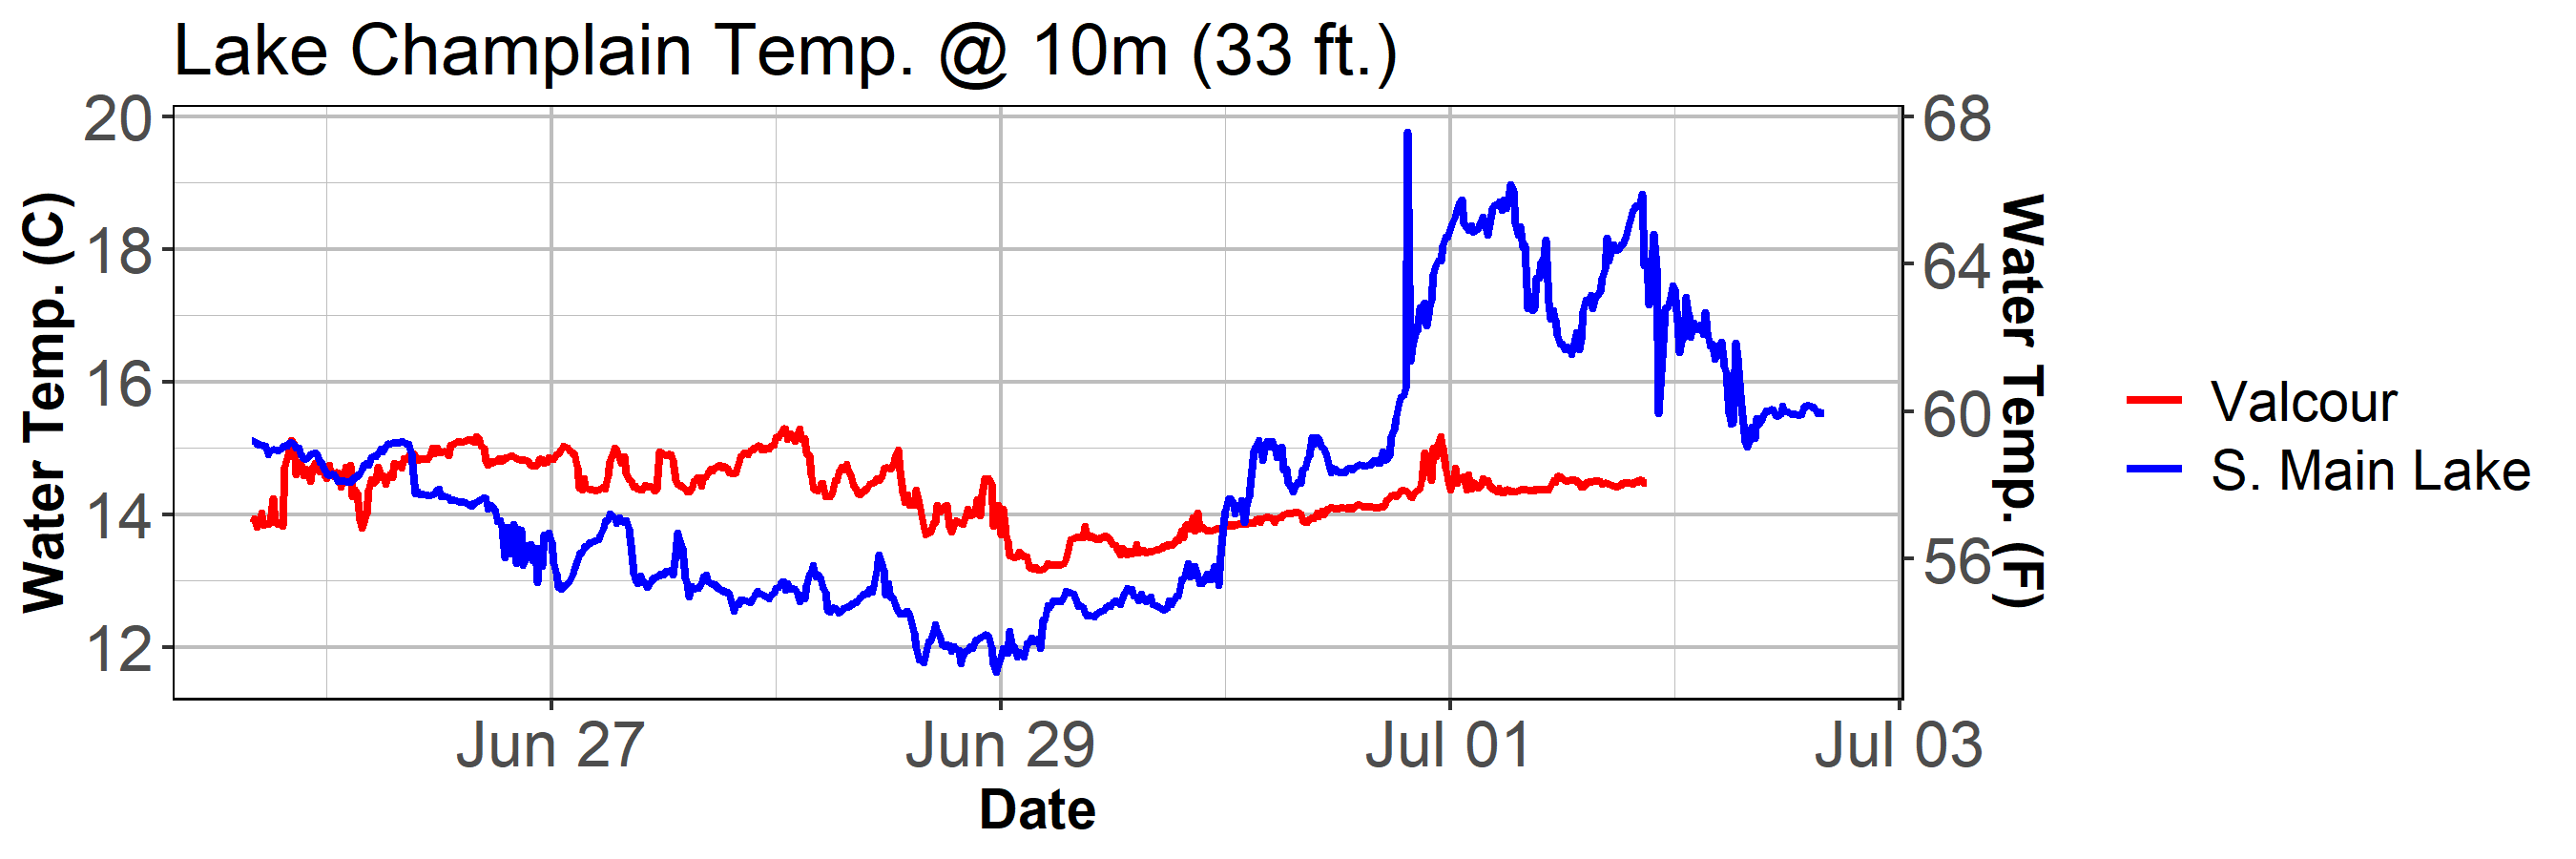 Lake Champlain Temp. @ 10m (33 ft.)
Water Temp. (C)
20
18
16
14
12
68
64
60
56
Water Temp. (F)
Jun 27
Jun 29
Jul 01
Jul 03
Date
Valcour
S. Main Lake